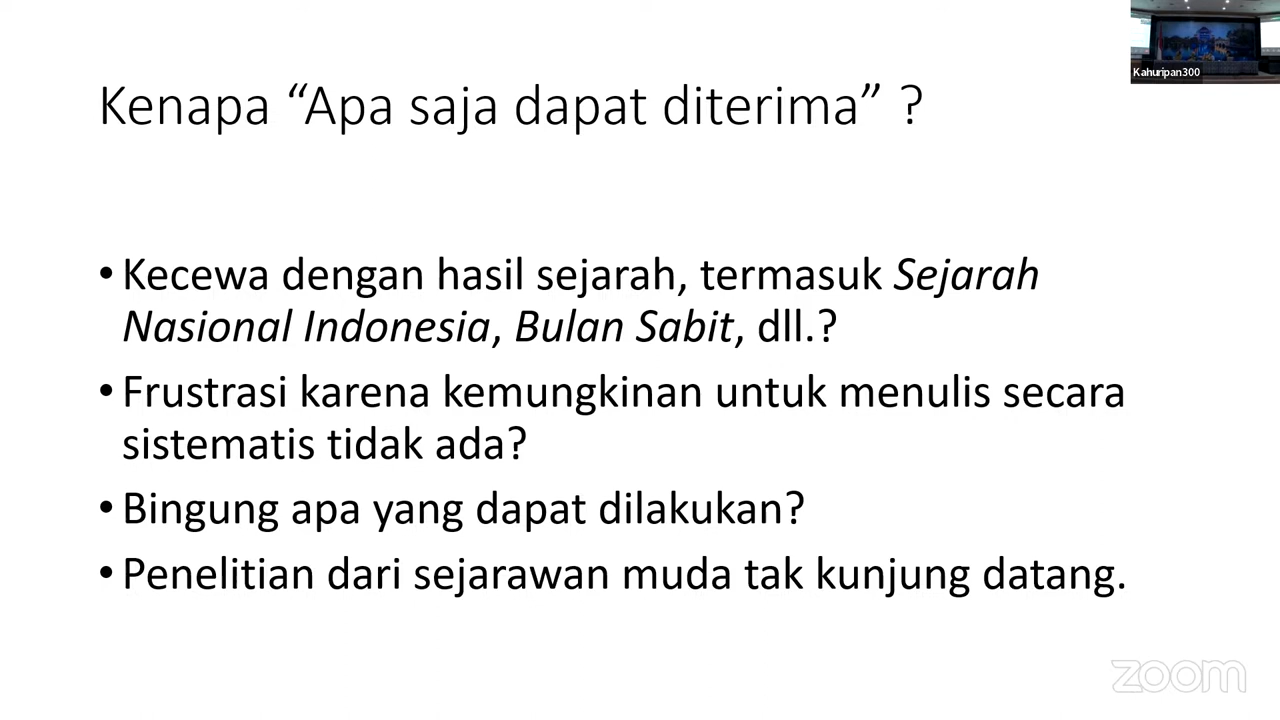 Kahuripan300
Kenapa “Apa saja dapat diterima” ?
• Kecewa dengan hasil sejarah, termasuk Sejarah
Nasional Indonesia, Bulan Sabit, dll.?
• Frustrasi karena kemungkinan untuk menulis secara
sistematis tidak ada?
• Bingung apa yang dapat dilakukan?
• Penelitian dari sejarawan muda tak kunjung datang.
zoom